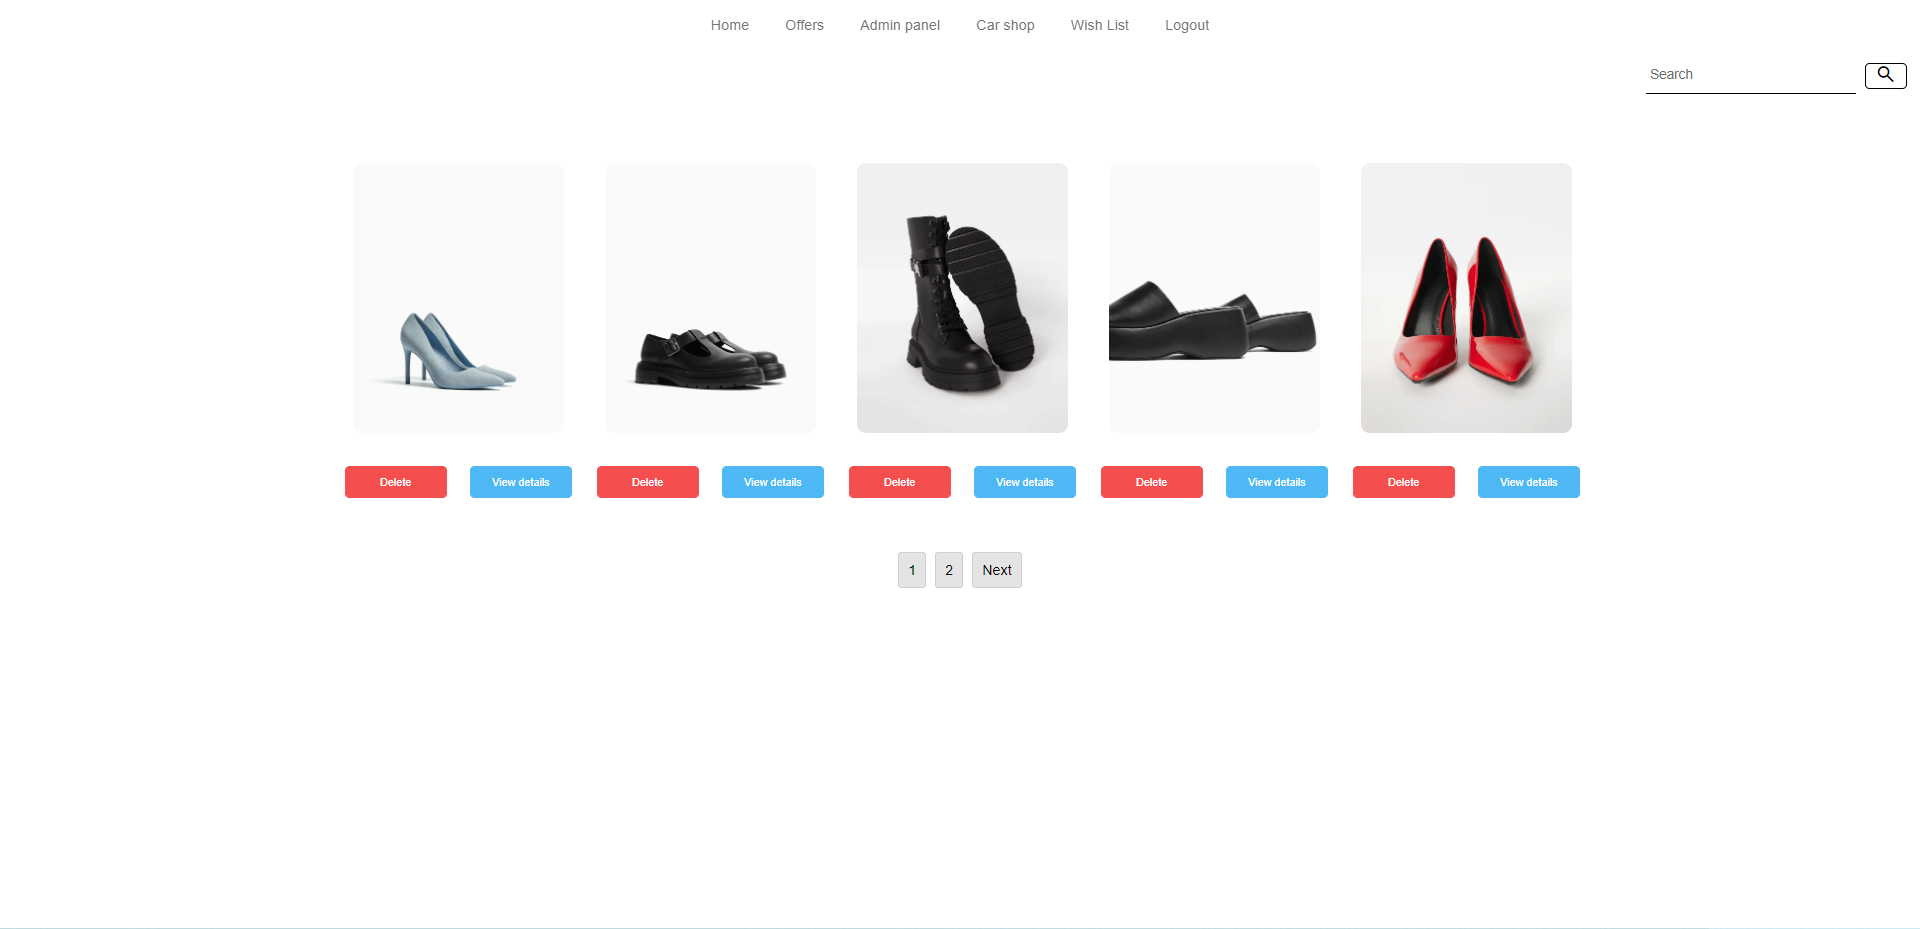 Home Offers Admin panel Car shop Wish List Logout
Search
Delete View details Delete View details Delete View details Delete View details Delete View details
1 2 Next